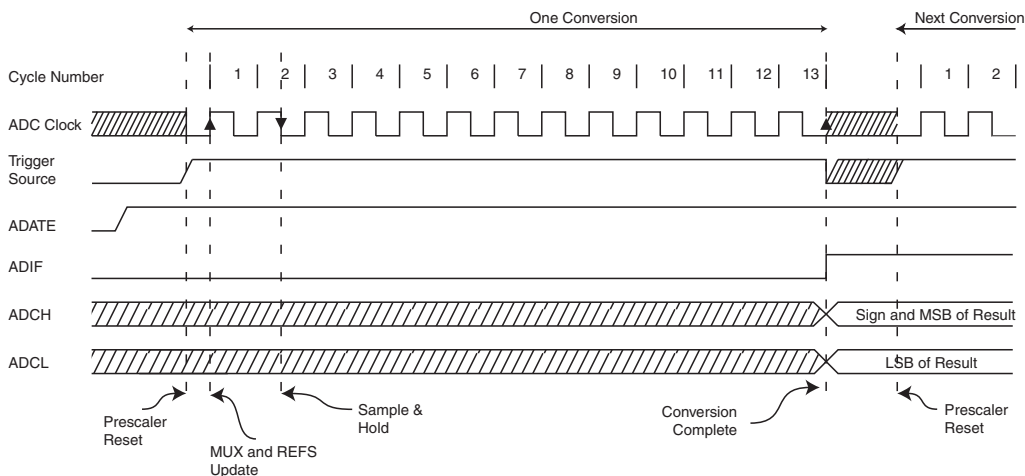 One Conversion
Next Conversion
Cycle Number
1 2 3 4 5 6 7 8 9 10 11 12 13 1 2
ADC Clock
Trigger
Source
ADATE
ADIF
ADCH
Sign and MSB of Result
ADCL
LSB of Result
Prescaler
Reset
MUX and REFS
Update
Sample &
Hold
Conversion
Complete
Prescaler
Reset